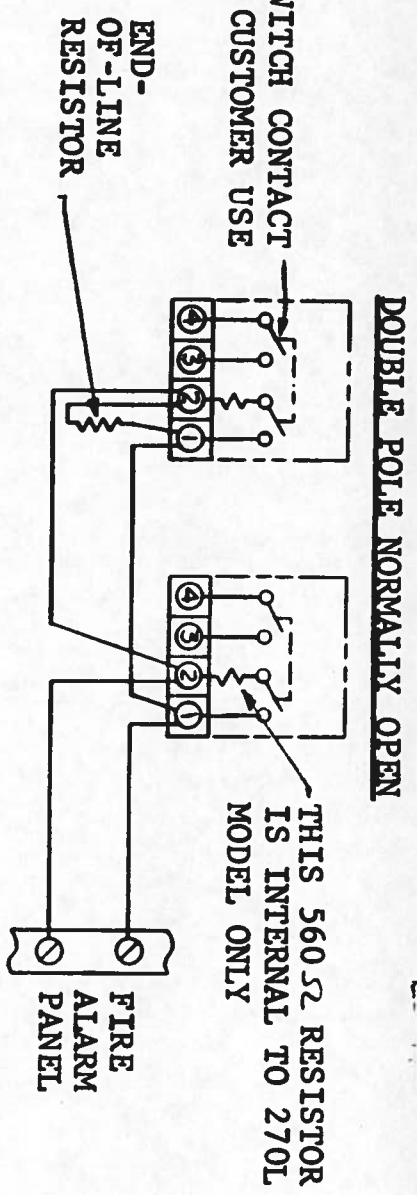 DOUBLE POLE NORMALLY OPEN
SWITCH CONTACT
CUSTOMER USE
END-
OF-LINE
RESISTOR
4 3 2 1
4 3 2 1
THIS 560Ω RESISTOR
IS INTERNAL TO 270L
MODEL ONLY
FIRE
ALARM
PANEL